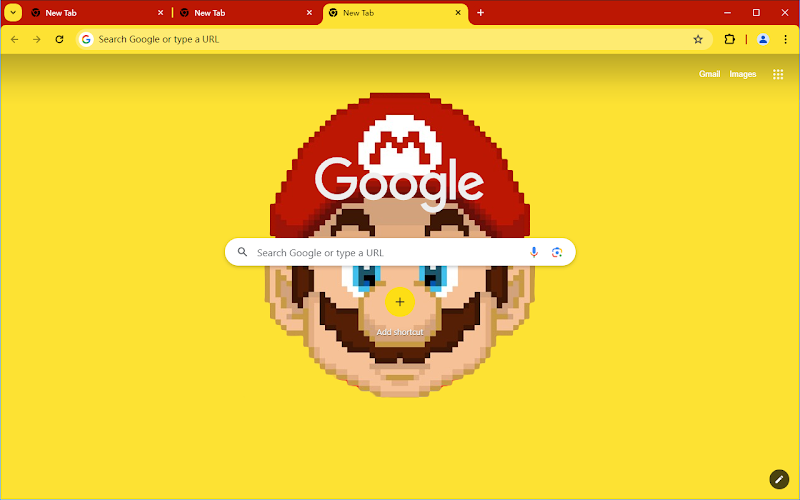 New Tab
New Tab
New Tab
Search Google or type a URL
Gmail Images
M
Google
Search Google or type a URL
Add shortcut